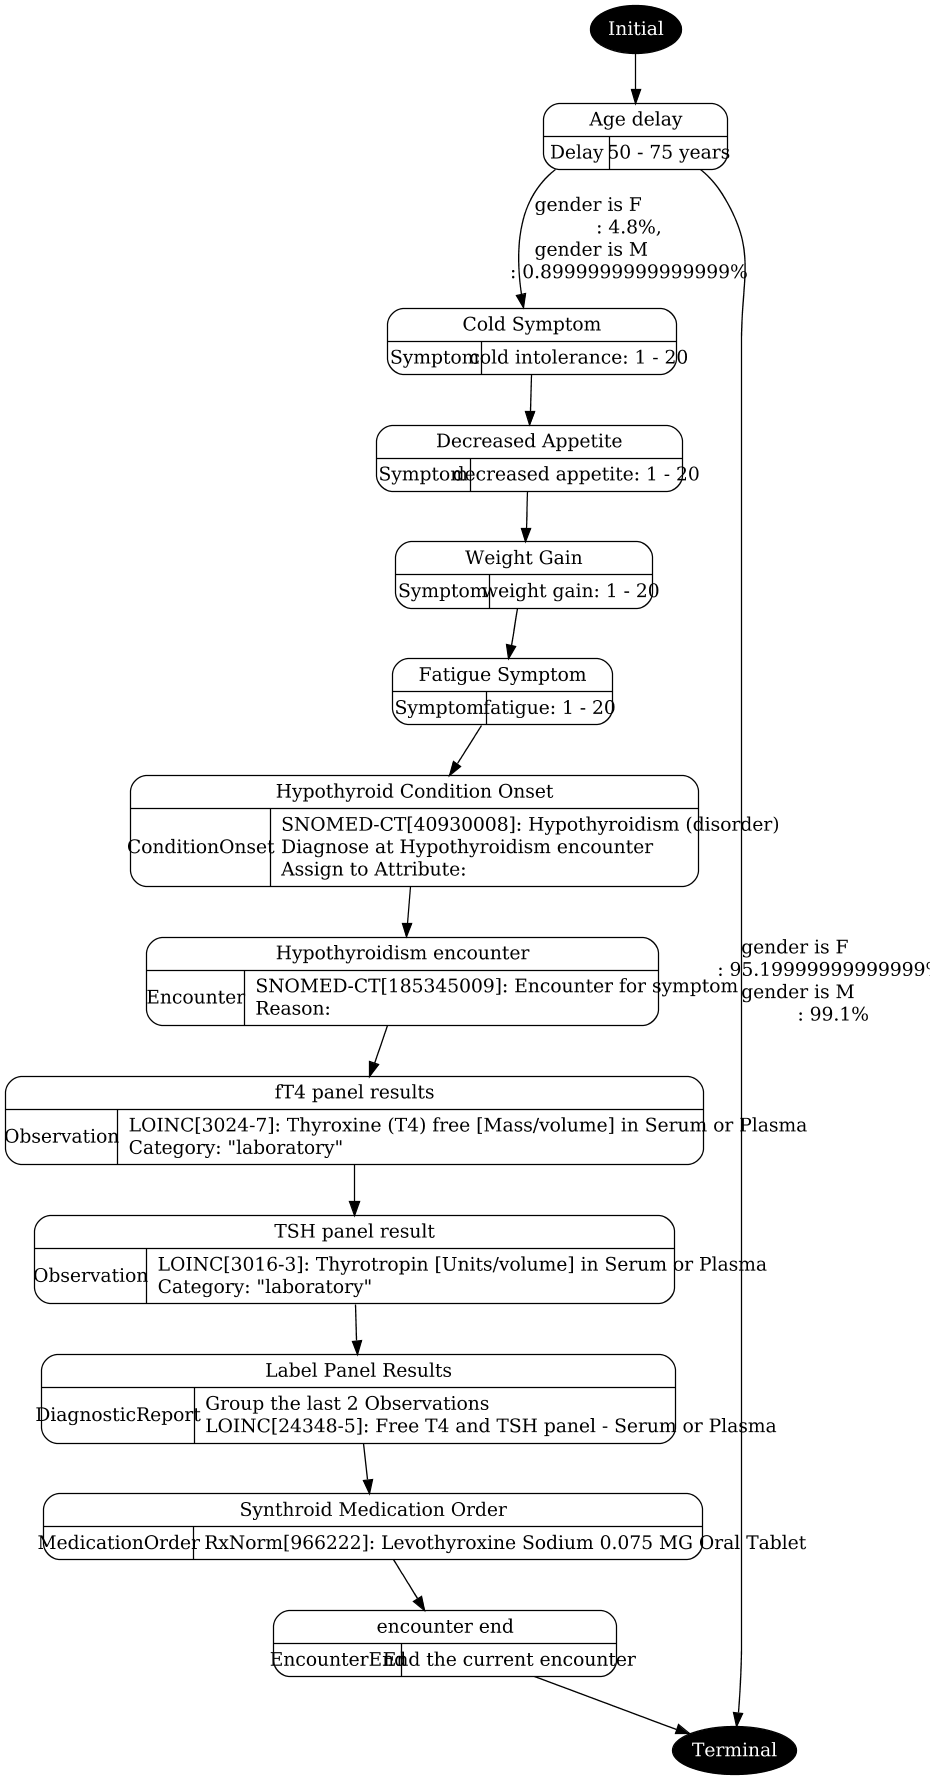 Initial
Age delay
Delay 50 - 75 years
gender is F
: 4.8%,
gender is M
: 0.8999999999999999%
Cold Symptom
Symptom cold intolerance: 1 - 20
Decreased Appetite
Symptom decreased appetite: 1 - 20
Weight Gain
Symptom weight gain: 1 - 20
Fatigue Symptom
Symptom fatigue: 1 - 20
Hypothyroid Condition Onset
ConditionOnset
SNOMED-CT[40930008]: Hypothyroidism (disorder)
Diagnose at Hypothyroidism encounter
Assign to Attribute:
gender is F
: 95.19999999999999%
gender is M
: 99.1%
Hypothyroidism encounter
Encounter
SNOMED-CT[185345009]: Encounter for symptom
Reason:
fT4 panel results
Observation
LOINC[3024-7]: Thyroxine (T4) free [Mass/volume] in Serum or Plasma
Category: "laboratory"
TSH panel result
Observation
LOINC[3016-3]: Thyrotropin [Units/volume] in Serum or Plasma
Category: "laboratory"
Label Panel Results
DiagnosticReport
Group the last 2 Observations
LOINC[24348-5]: Free T4 and TSH panel - Serum or Plasma
Synthroid Medication Order
MedicationOrder RxNorm[966222]: Levothyroxine Sodium 0.075 MG Oral Tablet
encounter end
EncounterEnd End the current encounter
Terminal